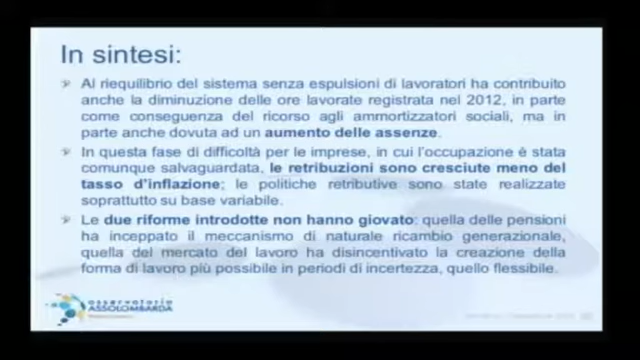 In sintesi:
Al riequilibrio del sistema senza espulsioni di lavoratori ha contribuito
anche la diminuzione delle ore lavorate registrata nel 2012, in parte
come conseguenza del ricorso agli ammortizzatori sociali, ma in
parte anche dovuta ad un aumento delle assenze.
In questa fase di difficoltà per le imprese, in cui l'occupazione è stata
comunque salvaguardata, le retribuzioni sono cresciute meno del
tasso d'inflazione; le politiche retributive sono state realizzate
soprattutto su base variabile.
Le due riforme introdotte non hanno giovato: quella delle pensioni
ha inceppato il meccanismo di naturale ricambio generazionale,
quella del mercato del lavoro ha disincentivato la creazione della
forma di lavoro più possibile in periodi di incertezza, quello flessibile.
osservatorio
ASSOLOMBARDA